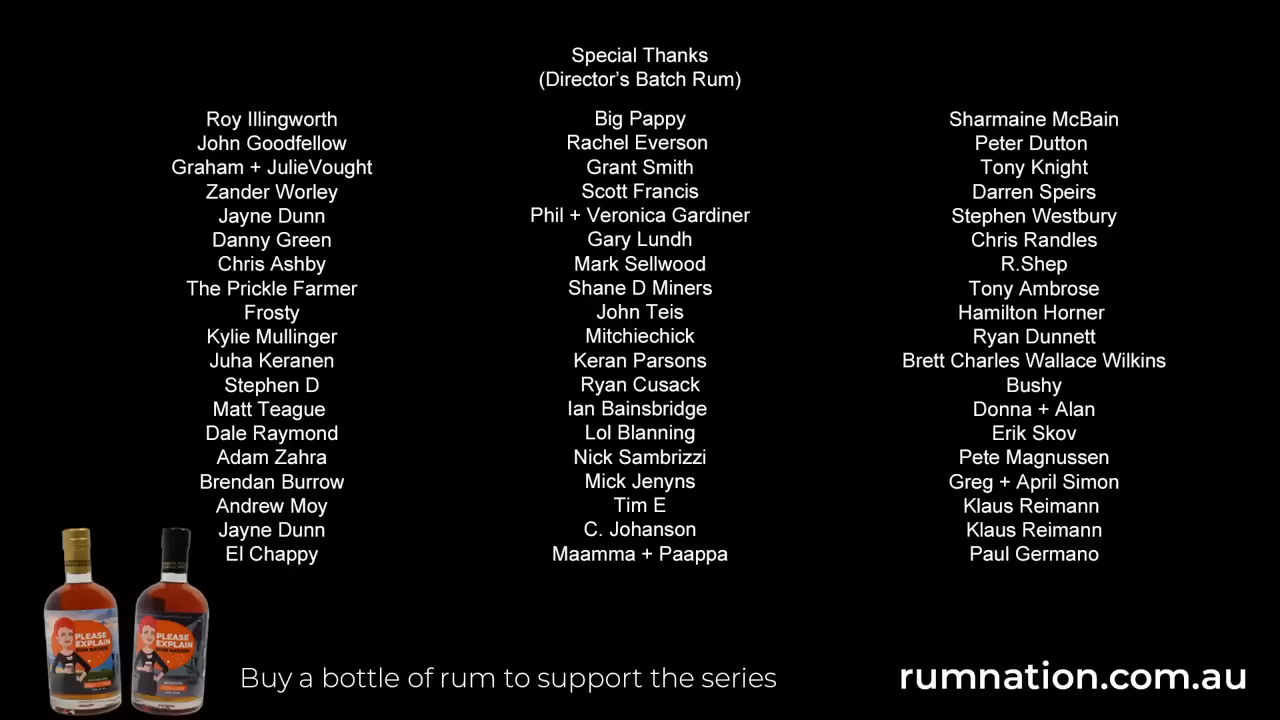 Special Thanks
(Director's Batch Rum)
Roy Illingworth
John Goodfellow
Graham + JulieVought
Zander Worley
Jayne Dunn
Danny Green
Chris Ashby
The Prickle Farmer
Frosty
Kylie Mullinger
Juha Keranen
Stephen D
Matt Teague
Dale Raymond
Adam Zahra
Brendan Burrow
Andrew Moy
Jayne Dunn
El Chappy
Big Pappy
Rachel Everson
Grant Smith
Scott Francis
Phil + Veronica Gardiner
Gary Lundh
Mark Sellwood
Shane D Miners
John Teis
Mitchiechick
Keran Parsons
Ryan Cusack
Ian Bainsbridge
Lol Blanning
Nick Sambrizzi
Mick Jenyns
Tim E
C. Johanson
Maamma + Paappa
Sharmaine McBain
Peter Dutton
Tony Knight
Darren Speirs
Stephen Westbury
Chris Randles
R.Shep
Tony Ambrose
Hamilton Horner
Ryan Dunnett
Brett Charles Wallace Wilkins
Bushy
Donna + Alan
Erik Skov
Pete Magnussen
Greg + April Simon
Klaus Reimann
Klaus Reimann
Paul Germano
PLEASE
EXPLAIN
PLEASE
EXPLAIN
Buy a bottle of rum to support the series
rumnation.com.au